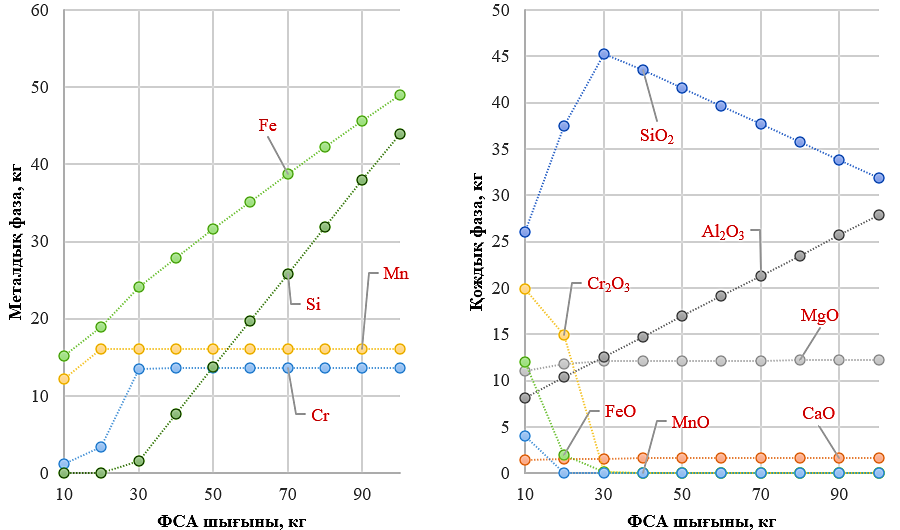 60
50
40
30
20
10
0
10
30
50
70
90
Металдық фаза, кг
ФСА шығыны, кг
Fe
Mn
Si
Cr
50
45
40
35
30
25
20
15
10
5
0
10
30
50
70
90
Қождық фаза, кг
ФСА шығыны, кг
SiO₂
Al₂O₃
Cr₂O₃
MgO
FeO
MnO
CaO